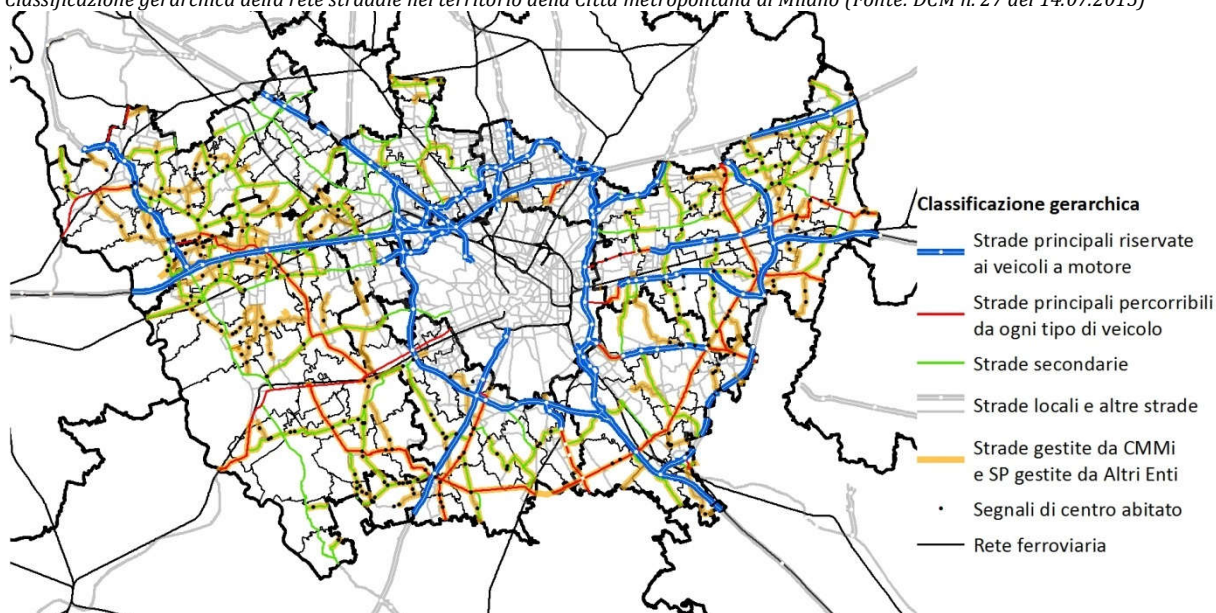 Classificazione gerarchica della rete stradale nel territorio della Città metropolitana di Milano (Fonte: DCM n. 27 del 14.07.2015)
Classificazione gerarchica
Strade principali riservate
ai veicoli a motore
Strade principali percorribili
da ogni tipo di veicolo
Strade secondarie
Strade locali e altre strade
Strade gestite da CMMi
e SP gestite da Altri Enti
Segnali di centro abitato
Rete ferroviaria